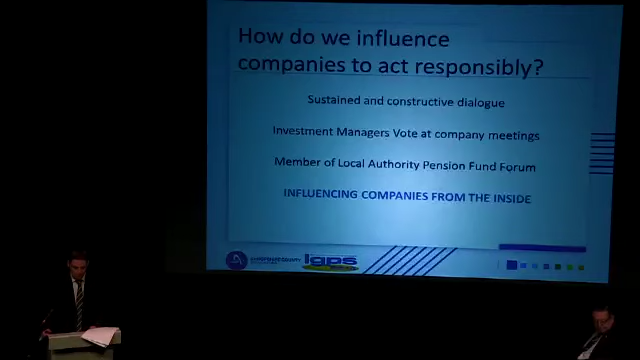 How do we influence
companies to act responsibly?
Sustained and constructive dialogue
Investment Managers Vote at company meetings
Member of Local Authority Pension Fund Forum
INFLUENCING COMPANIES FROM THE INSIDE
lgps